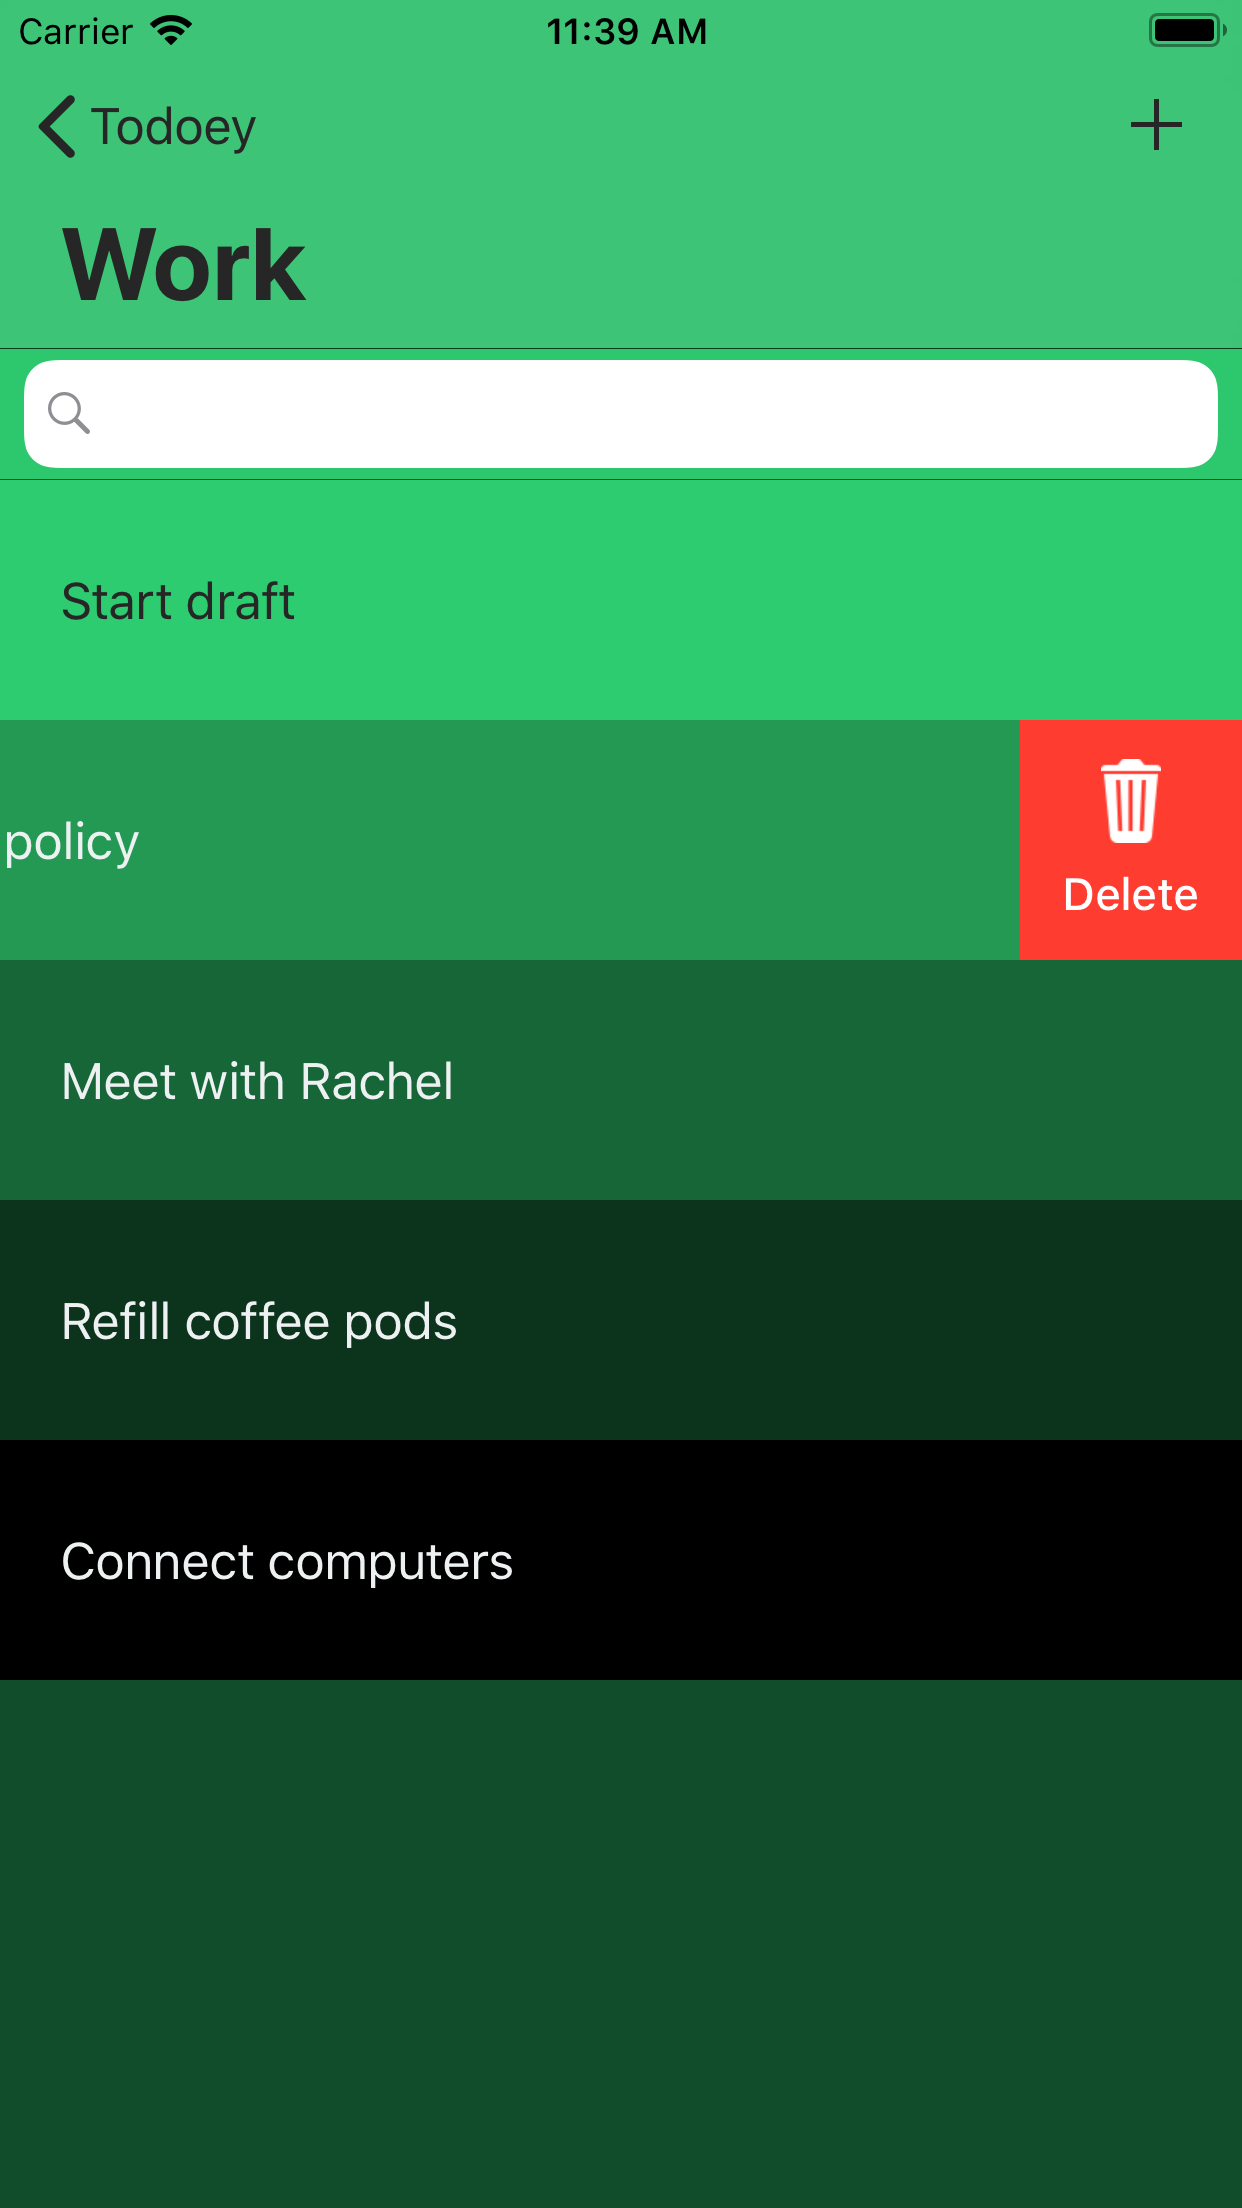 Carrier 11:39 AM
Todoey
Work
Start draft
policy
Delete
Meet with Rachel
Refill coffee pods
Connect computers